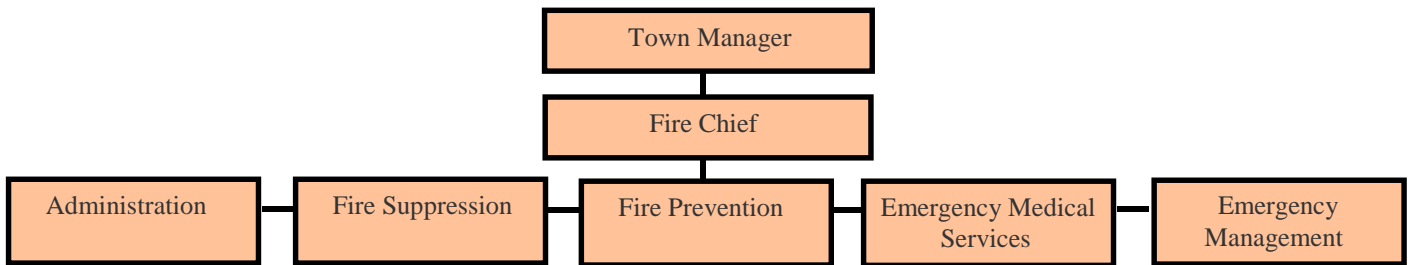 Town Manager
Fire Chief
Administration
Fire Suppression
Fire Prevention
Emergency Medical
Services
Emergency
Management